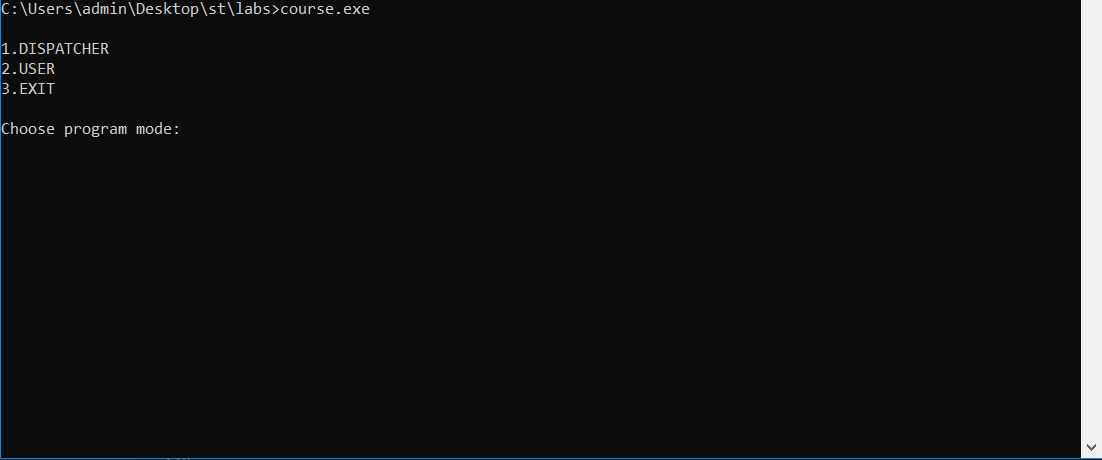 C:\Users\admin\Desktop\st\labs>course.exe
1.DISPATCHER
2.USER
3.EXIT
Choose program mode: